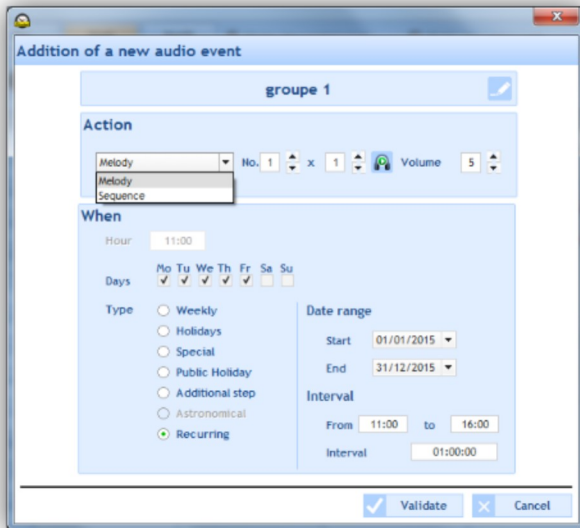 Addition of a new audio event
groupe 1
Action
Melody No. 1 x 1 Volume 5
Melody
Sequence
When
Hour 11:00
Mo Tu We Th Fr Sa Su
Days
Type Weekly Date range
Holidays
Start 01/01/2015
Special
Public Holiday
End 31/12/2015
Additional step
Interval
Astronomical
From 11:00 to 16:00
Recurring
Interval 01:00:00
Validate Cancel